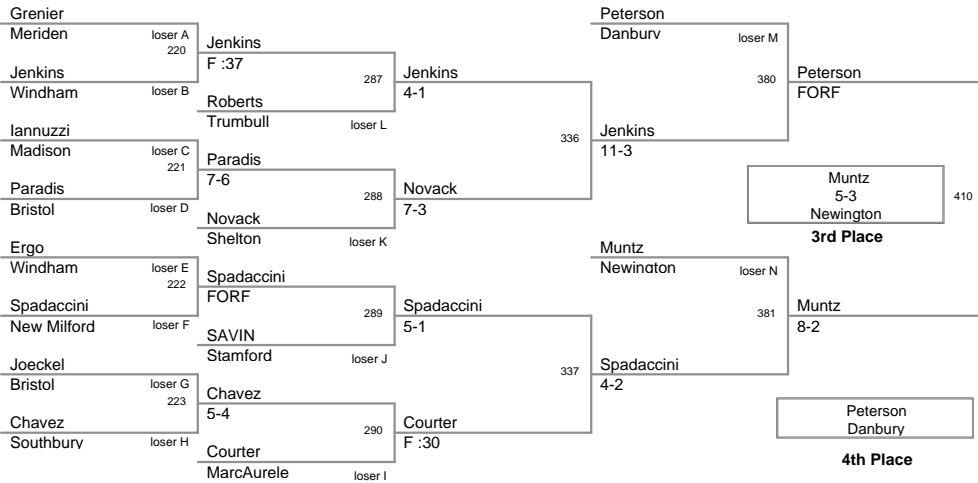 Grenier
Meriden
loser A
220
Jenkins
Windham
loser B
Iannuzzi
Madison
loser C
221
Paradis
Bristol
loser D
Ergo
Windham
loser E
222
Spadaccini
New Milford
loser F
Joeckel
Bristol
loser G
223
Chavez
Southbury
loser H
Jenkins
F :37
287
Roberts
Trumbull
loser L
Paradis
7-6
288
Novack
Shelton
loser K
Spadaccini
FORF
289
SAVIN
Stamford
loser J
Chavez
5-4
290
Courter
MarcAurele
loser I
Jenkins
4-1
336
Novack
7-3
Spadaccini
5-1
337
Courter
F :30
Peterson
Danbury
loser M
380
Jenkins
11-3
Muntz
Newington
loser N
381
Spadaccini
4-2
Peterson
FORF
Muntz
5-3
Newington
410
3rd Place
Muntz
8-2
Peterson
Danbury
4th Place